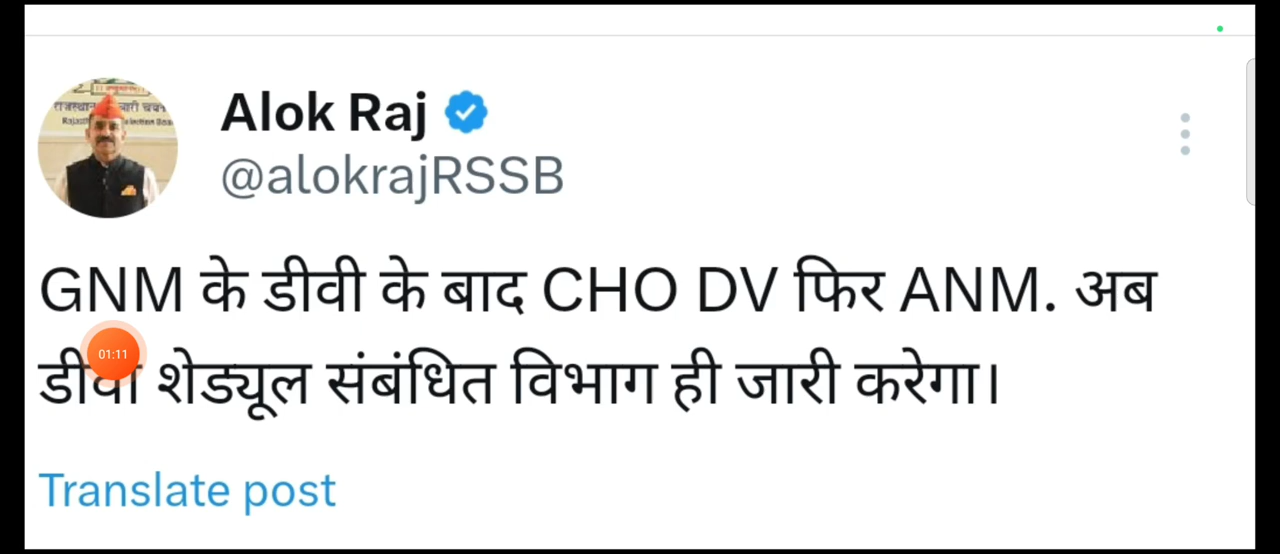 Alok Raj
@alokrajRSSB
GNM के डीवी के बाद CHO DV फिर ANM. अब
डीवी शेड्यूल संबंधित विभाग ही जारी करेगा।
01:11
Translate post